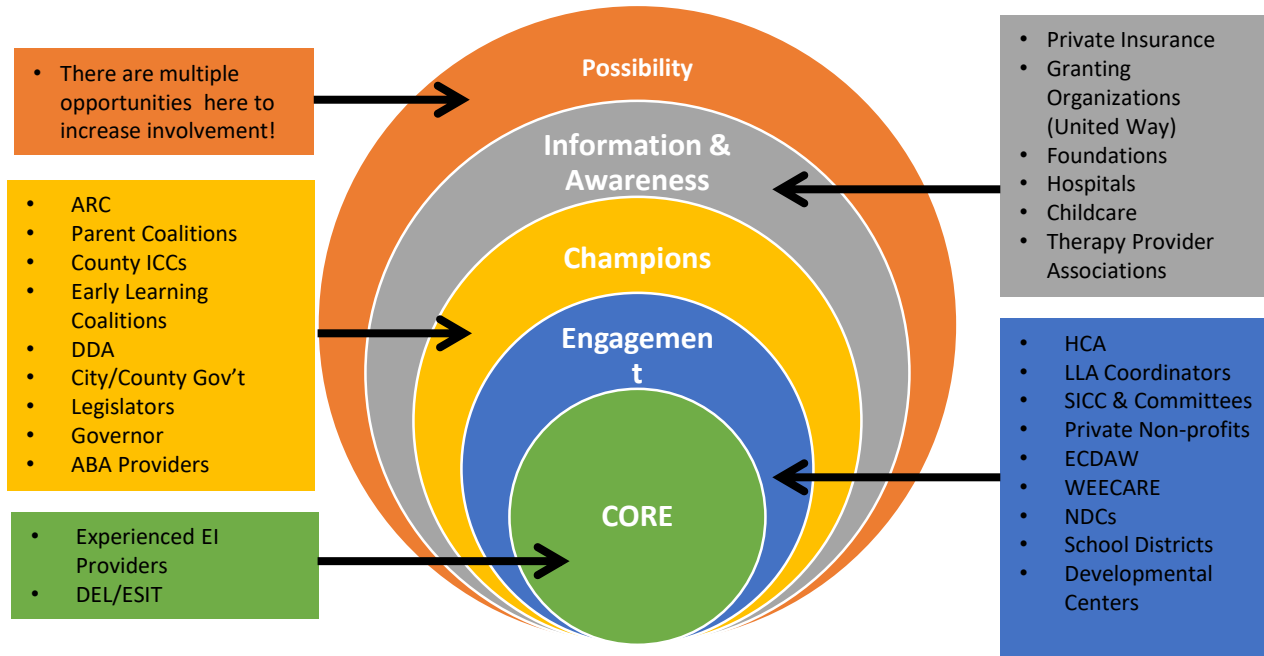 • There are multiple
opportunities here to
increase involvement!
• ARC
• Parent Coalitions
• County ICCs
• Early Learning
Coalitions
• DDA
• City/County Gov't
• Legislators
• Governor
• ABA Providers
• Experienced EI
Providers
• DEL/ESIT
Possibility
Information &
Awareness
Champions
Engagemen
t
CORE
• Private Insurance
• Granting
Organizations
(United Way)
• Foundations
• Hospitals
• Childcare
• Therapy Provider
Associations
• HCA
• LLA Coordinators
• SICC & Committees
• Private Non-profits
• ECDAW
• WEECARE
• NDCs
• School Districts
• Developmental
Centers